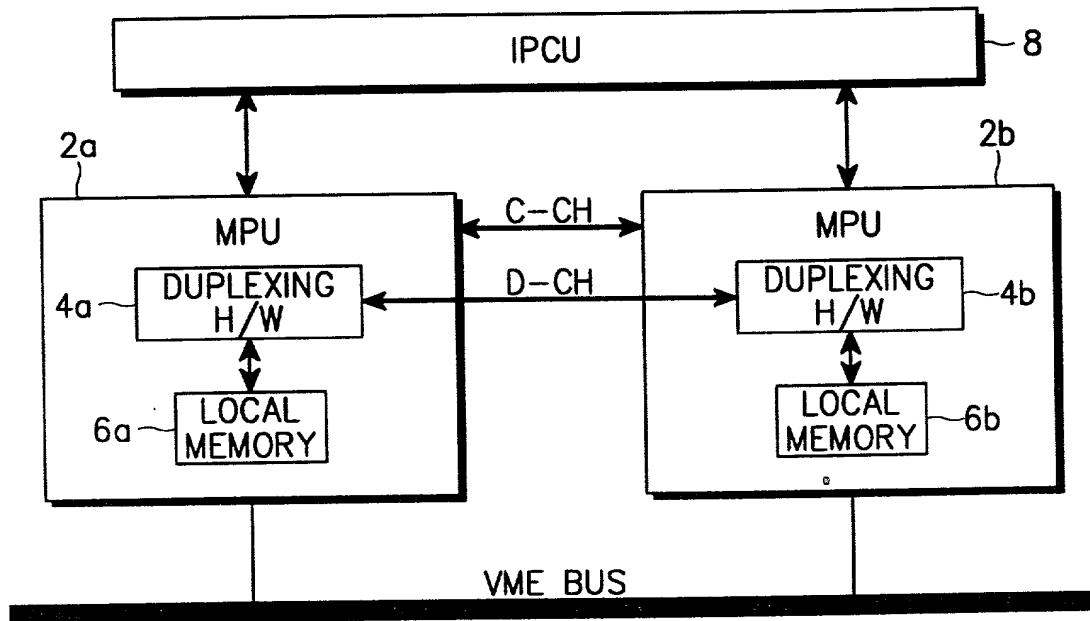 IPCU
8
2a
2b
MPU
C-CH
MPU
DUPLEXING
H/W
4a
D-CH
DUPLEXING
H/W
4b
LOCAL
MEMORY
6a
LOCAL
MEMORY
6b
VME BUS